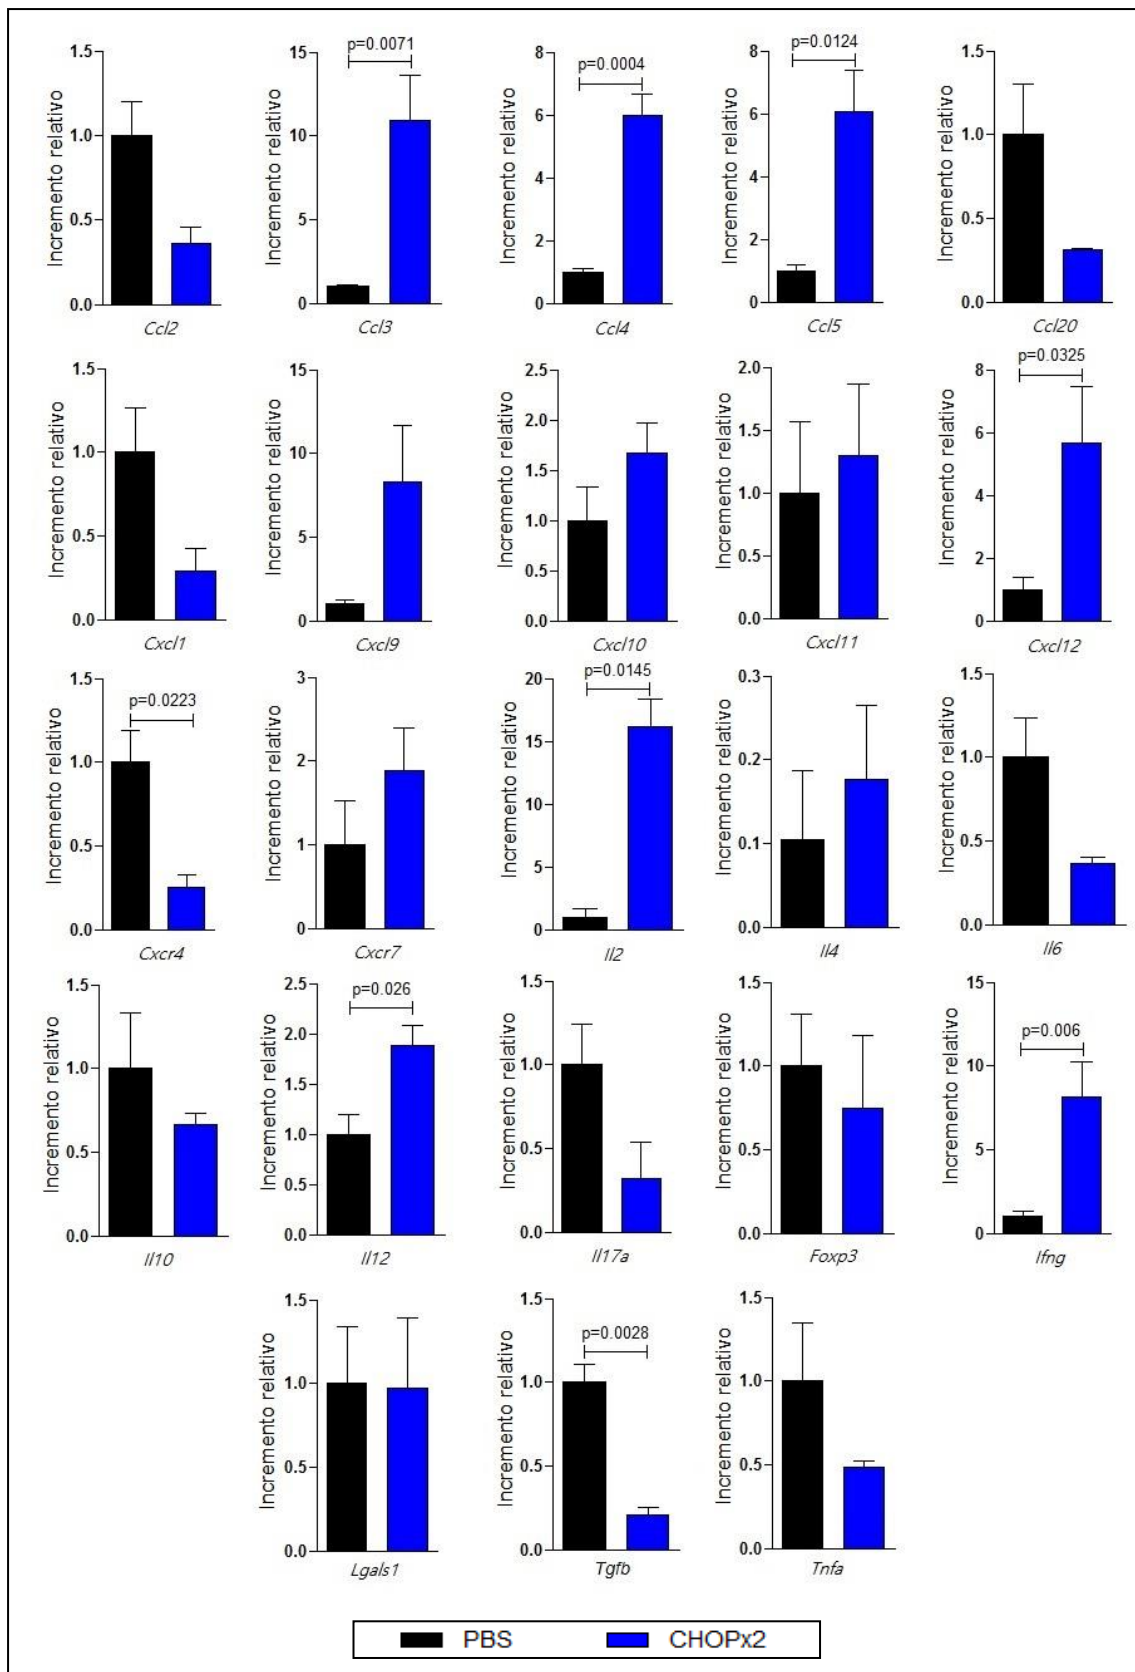 p=0.0071
p=0.0004
p=0.0124
Incremento relativo
1.5
1.0
0.5
0.0
Ccl2
Incremento relativo
15
10
5
0
Ccl3
Incremento relativo
8
6
4
2
0
Ccl4
Incremento relativo
8
6
4
2
0
Ccl5
Incremento relativo
1.5
1.0
0.5
0.0
Ccl20
p=0.0325
Incremento relativo
1.5
1.0
0.5
0.0
Cxcl1
Incremento relativo
15
10
5
0
Cxcl9
Incremento relativo
2.5
2.0
1.5
1.0
0.5
0.0
Cxcl10
Incremento relativo
2.0
1.5
1.0
0.5
0.0
Cxcl11
Incremento relativo
8
6
4
2
0
Cxcl12
p=0.0223
p=0.0145
Incremento relativo
1.5
1.0
0.5
0.0
Cxcr4
Incremento relativo
3
2
1
0
Cxcr7
Incremento relativo
20
15
10
5
0
Il2
Incremento relativo
0.3
0.2
0.1
0.0
Il4
Incremento relativo
1.5
1.0
0.5
0.0
Il6
p=0.026
p=0.006
Incremento relativo
1.5
1.0
0.5
0.0
Il10
Incremento relativo
2.5
2.0
1.5
1.0
0.5
0.0
Il12
Incremento relativo
1.5
1.0
0.5
0.0
Il17a
Incremento relativo
1.5
1.0
0.5
0.0
Foxp3
Incremento relativo
15
10
5
0
Ifng
p=0.0028
Incremento relativo
1.5
1.0
0.5
0.0
Lgals1
Incremento relativo
1.5
1.0
0.5
0.0
Tgfb
Incremento relativo
1.5
1.0
0.5
0.0
Tnfa
PBS
CHOPx2